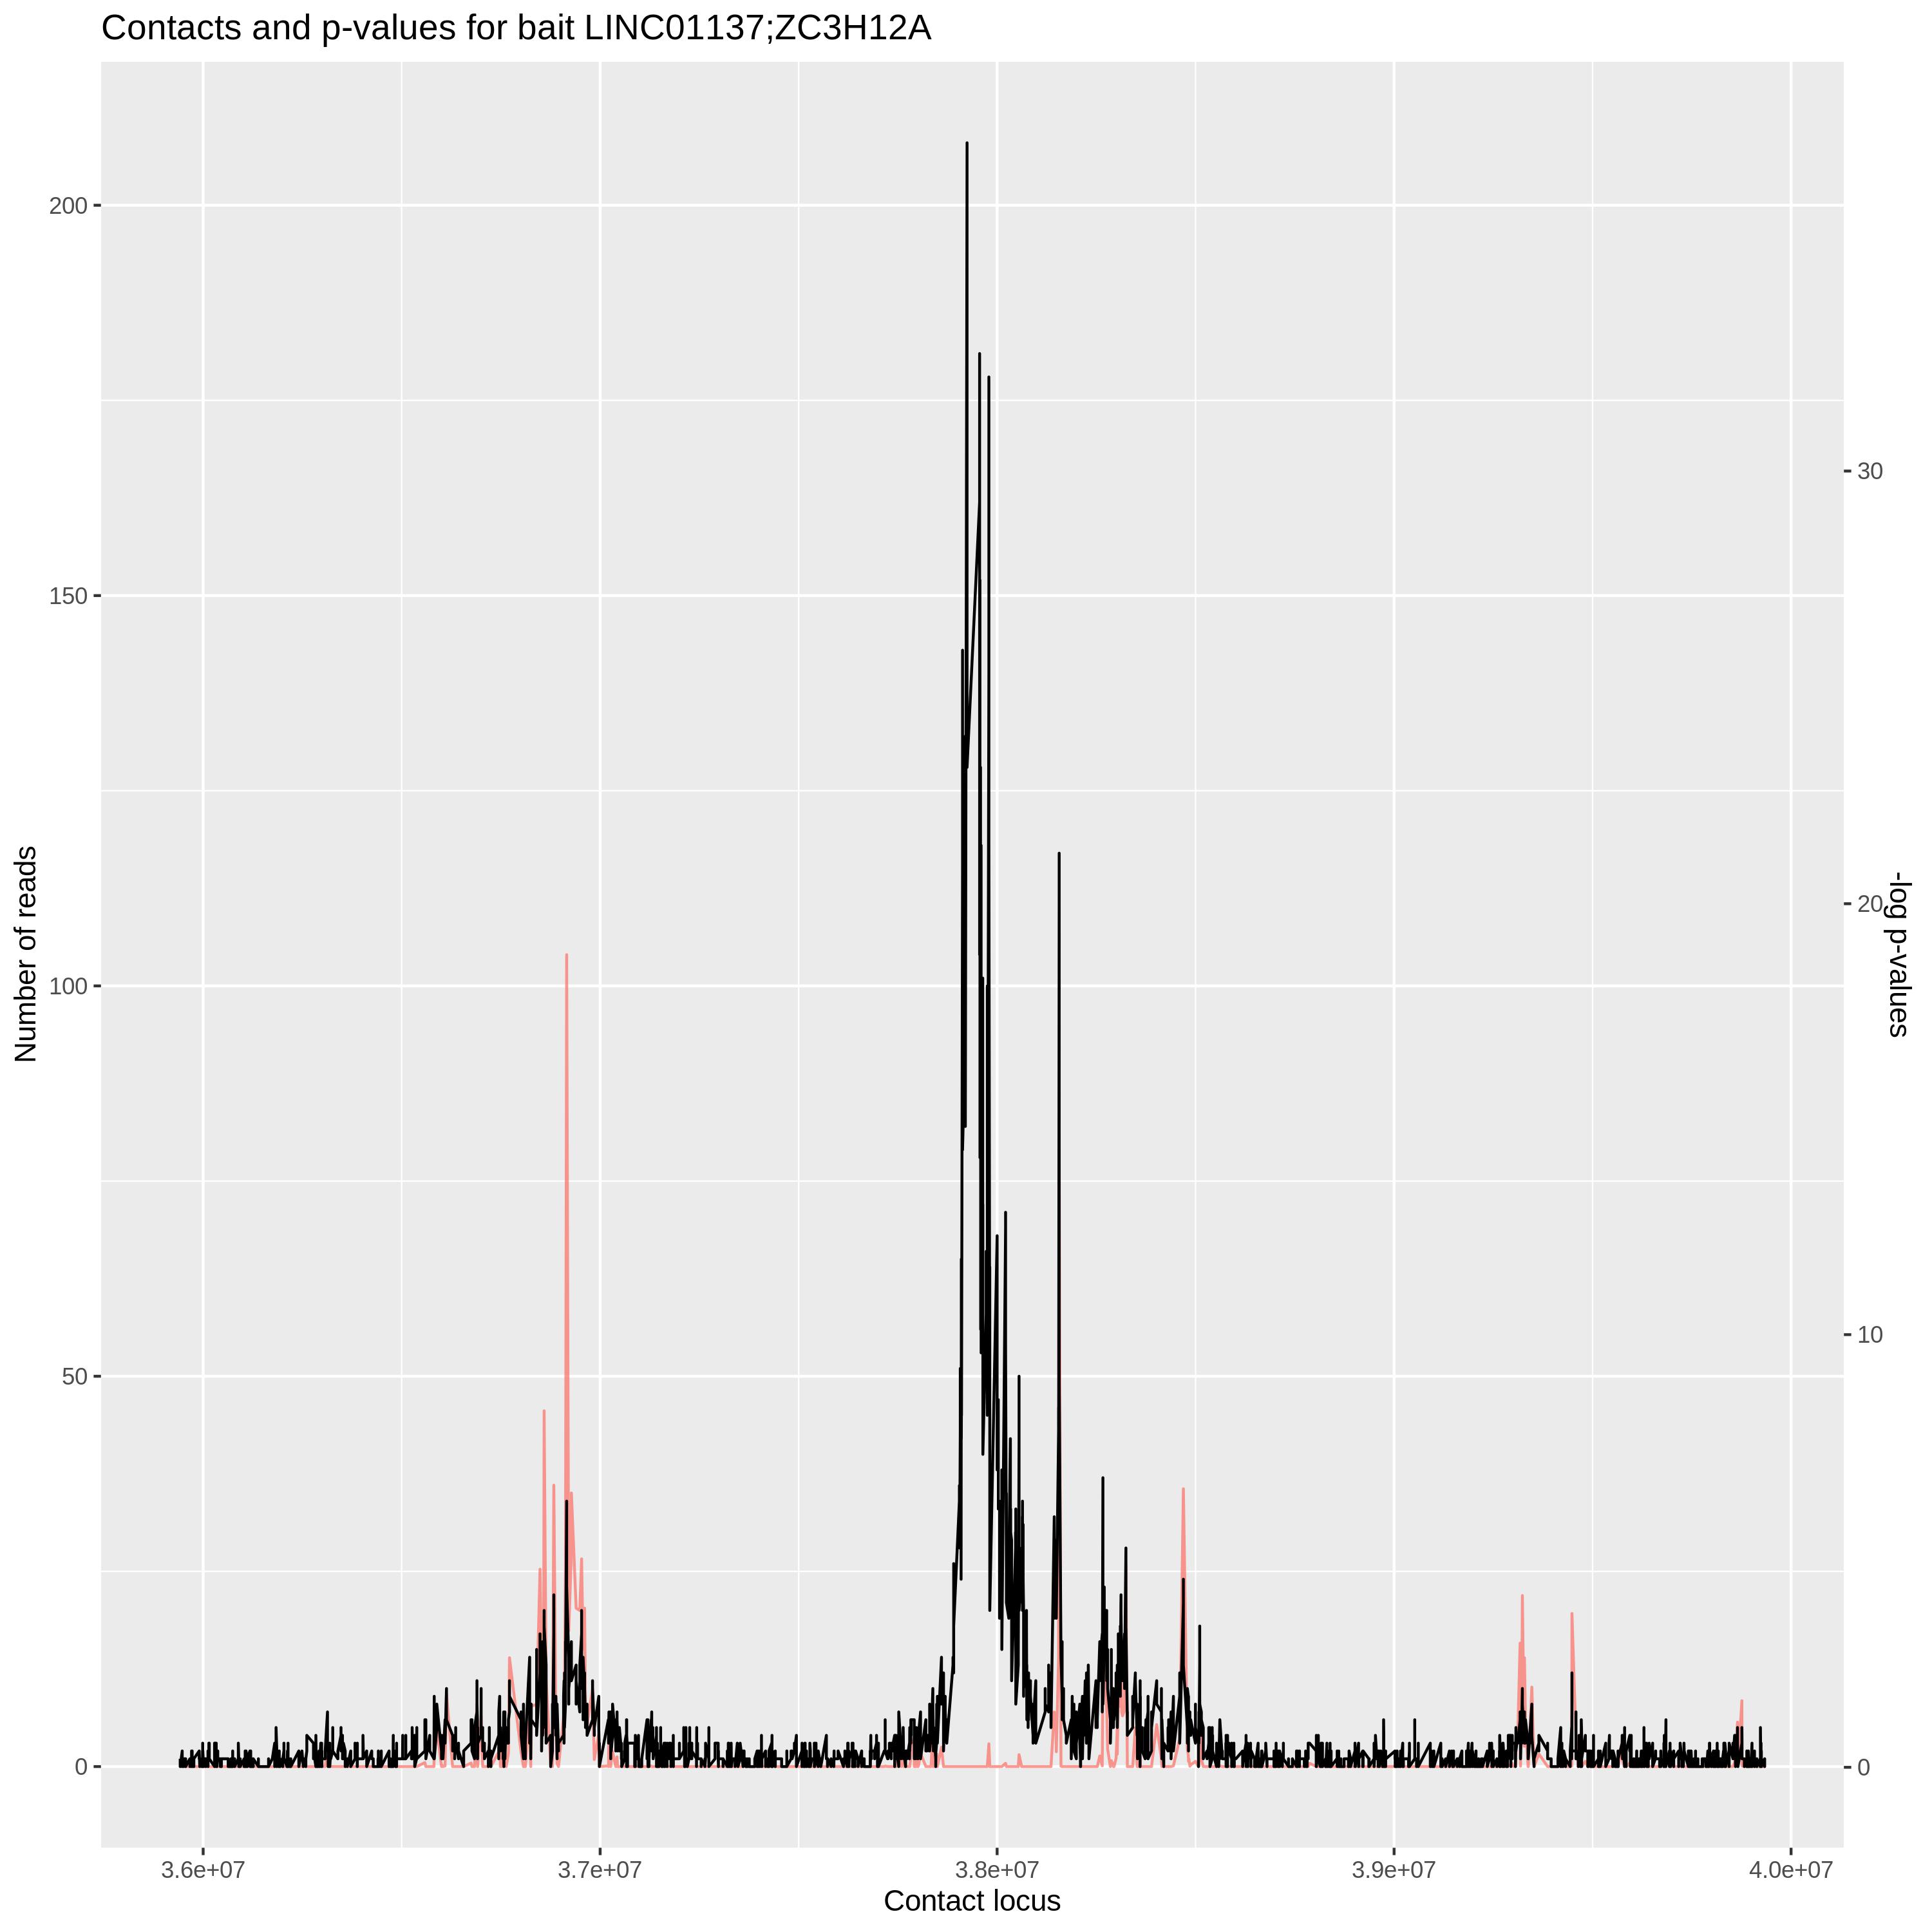 Contacts and p-values for bait LINC01137;ZC3H12A
200
150
100
50
0
Number of reads
30
20
10
0
-log p-values
3.6e+07
3.7e+07
3.8e+07
3.9e+07
4.0e+07
Contact locus